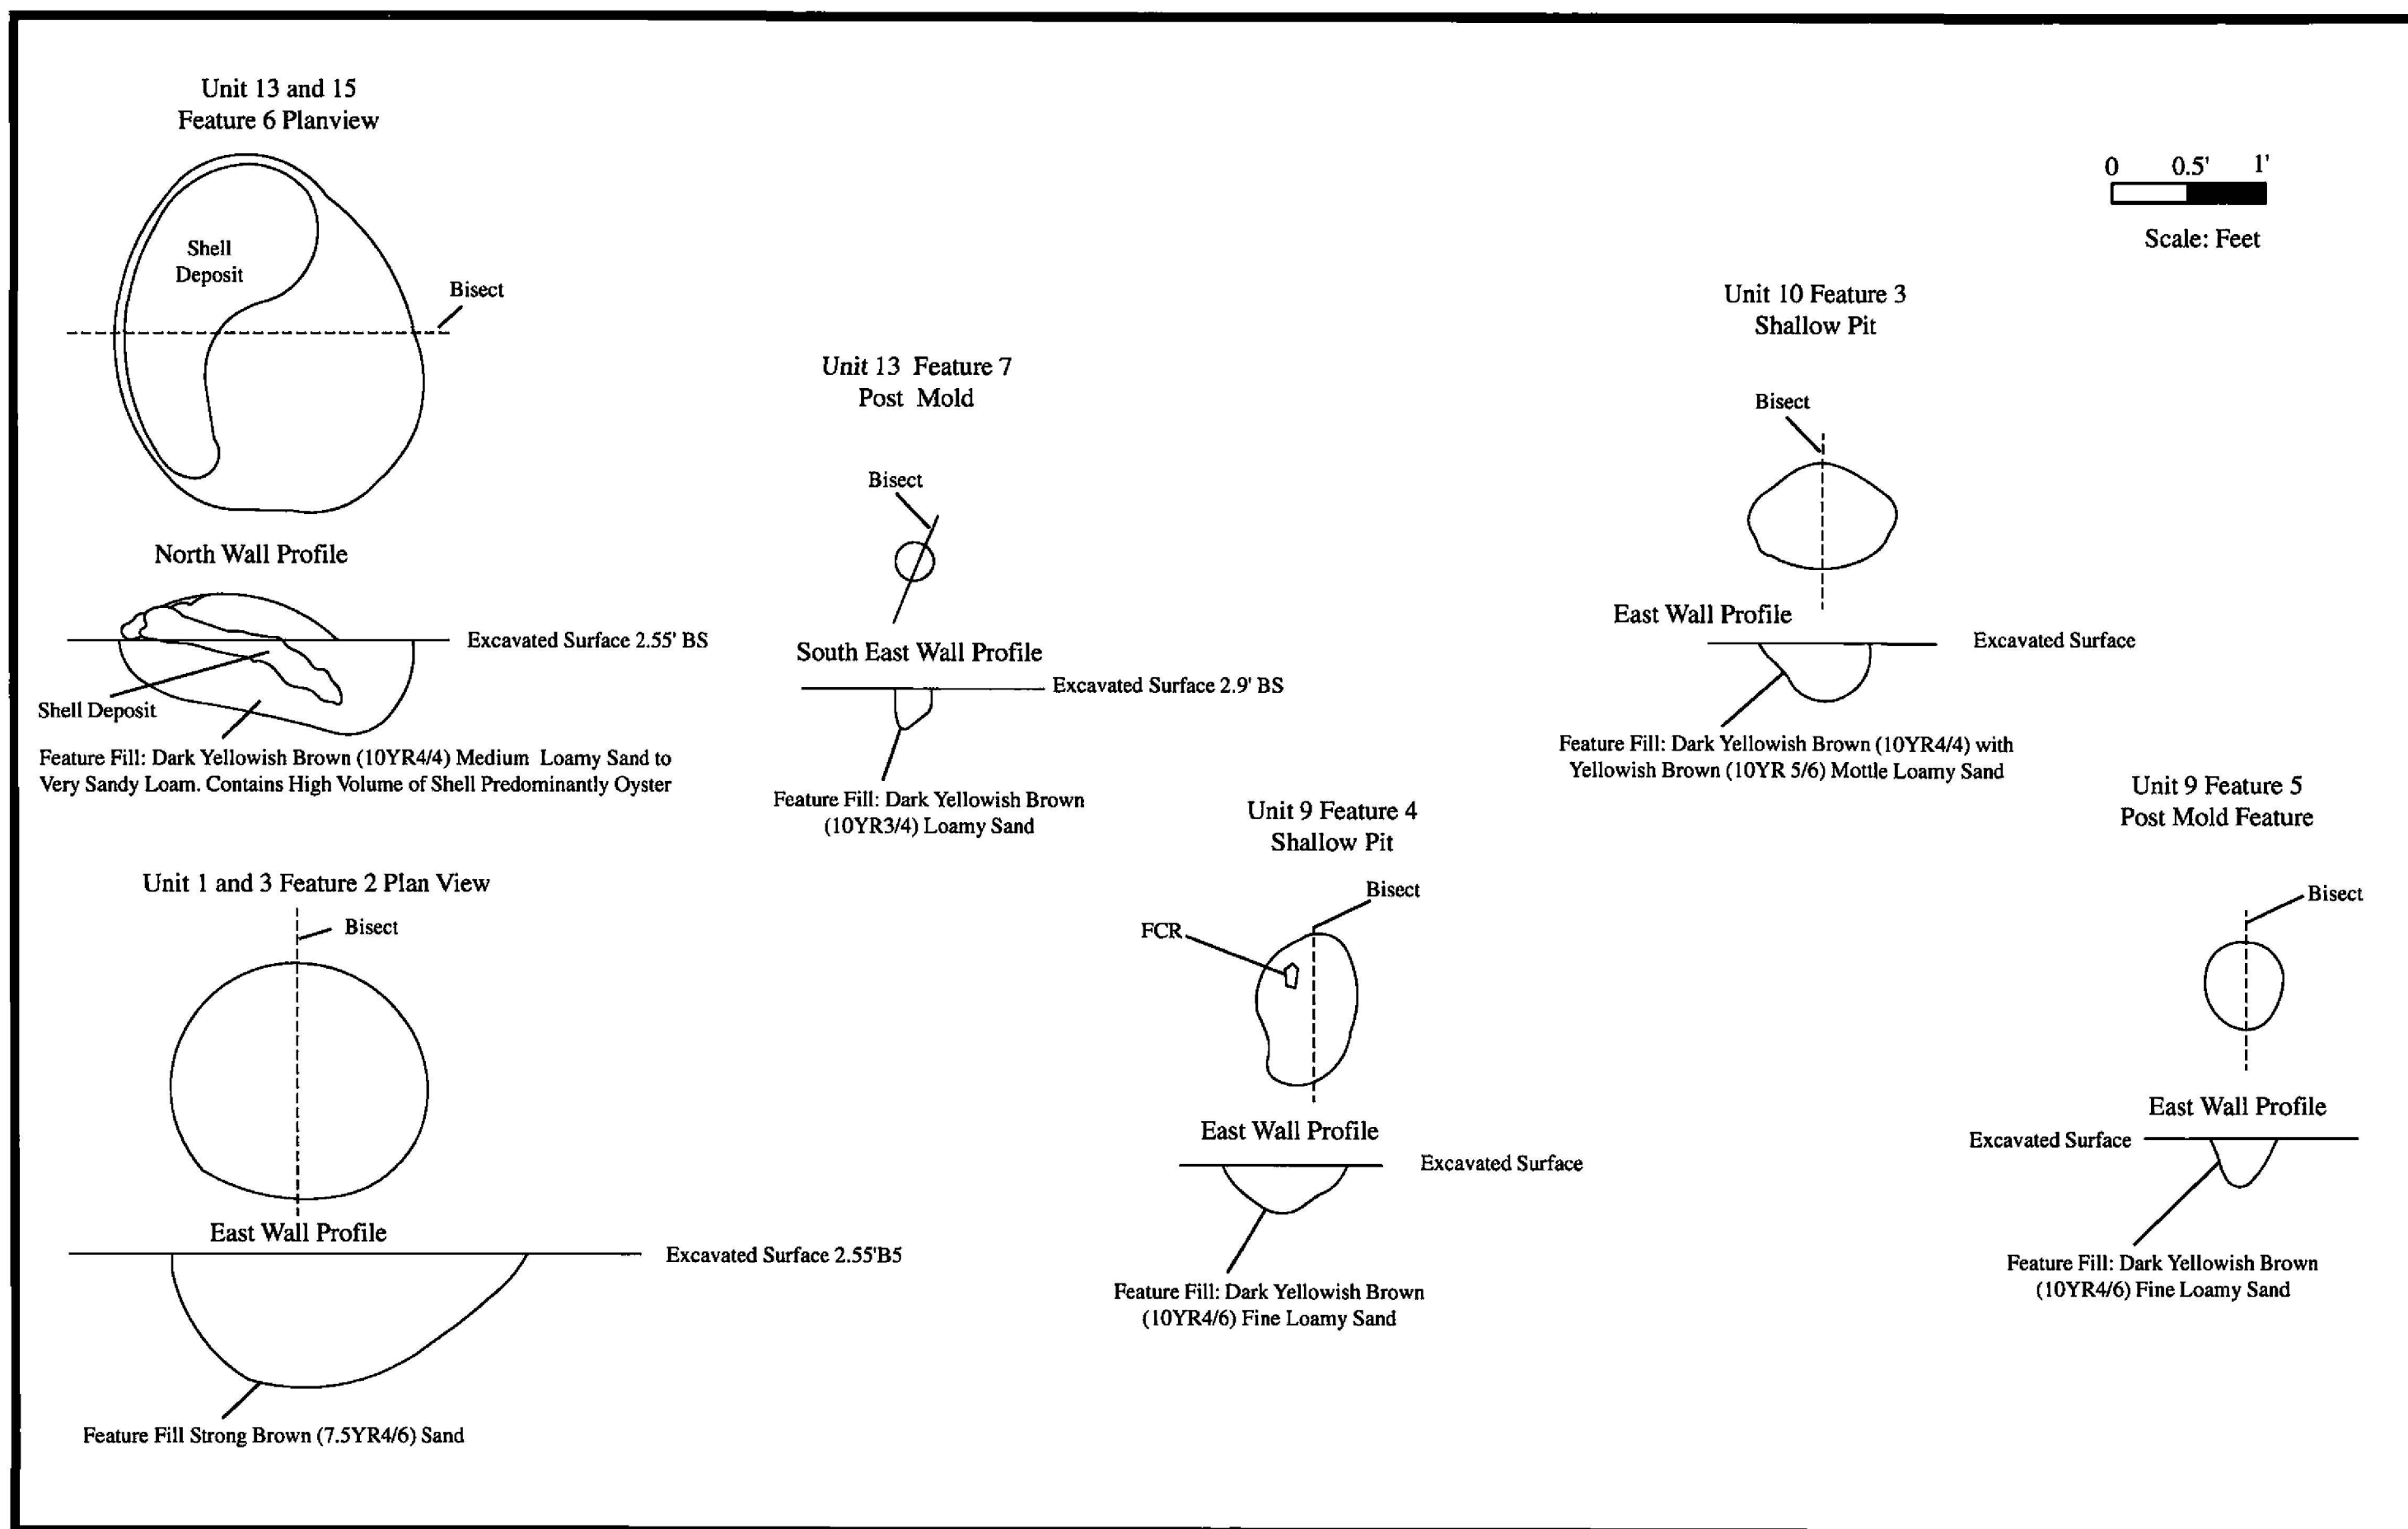 Unit 13 and 15
Feature 6 Planview
Shell
Deposit
Bisect
North Wall Profile
Excavated Surface 2.55' BS
Shell Deposit
Feature Fill: Dark Yellowish Brown (10YR4/4) Medium Loamy Sand to
Very Sandy Loam. Contains High Volume of Shell Predominantly Oyster
Unit 1 and 3 Feature 2 Plan View
Bisect
East Wall Profile
Excavated Surface 2.55'B5
Feature Fill Strong Brown (7.5YR4/6) Sand
Unit 13 Feature 7
Post Mold
Bisect
South East Wall Profile
Excavated Surface 2.9' BS
Feature Fill: Dark Yellowish Brown
(10YR3/4) Loamy Sand
Unit 9 Feature 4
Shallow Pit
Bisect
FCR
East Wall Profile
Excavated Surface
Feature Fill: Dark Yellowish Brown
(10YR4/6) Fine Loamy Sand
0 0.5' 1'
Scale: Feet
Unit 10 Feature 3
Shallow Pit
Bisect
East Wall Profile
Excavated Surface
Feature Fill: Dark Yellowish Brown (10YR4/4) with
Yellowish Brown (10YR 5/6) Mottle Loamy Sand
Unit 9 Feature 5
Post Mold Feature
Bisect
East Wall Profile
Excavated Surface
Feature Fill: Dark Yellowish Brown
(10YR4/6) Fine Loamy Sand